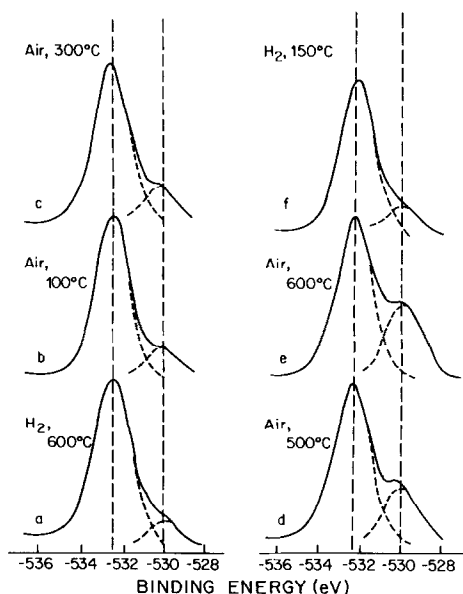 Air, 300°C
c
Air,
100°C
b
H2,
600°C
a
-536 -534 -532 -530 -528
H2, 150°C
f
Air,
600°C
e
Air,
500°C
d
-536 -534 -532 -530 -528
BINDING ENERGY (eV)